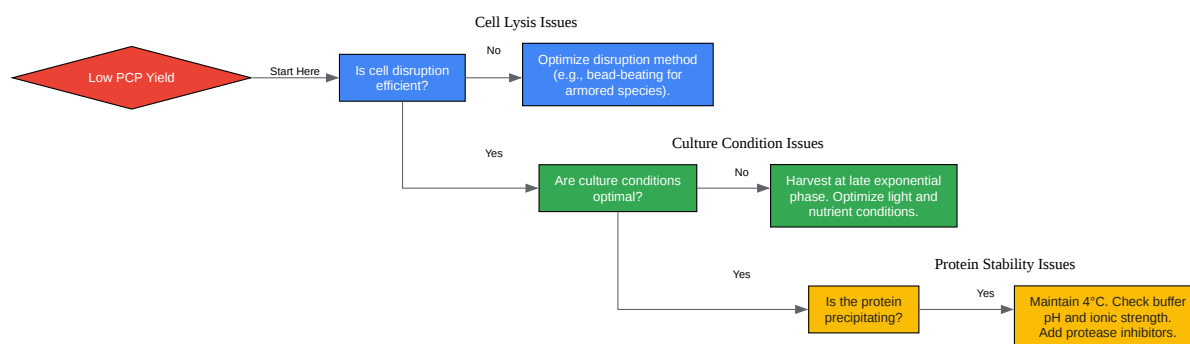 Cell Lysis Issues
Low PCP Yield
Start Here
Is cell disruption
efficient?
No
Optimize disruption method
(e.g., bead-beating for
armored species).
Yes
Culture Condition Issues
Are culture conditions
optimal?
No
Harvest at late exponential
phase. Optimize light and
nutrient conditions.
Yes
Protein Stability Issues
Is the protein
precipitating?
Yes
Maintain 4°C. Check buffer
pH and ionic strength.
Add protease inhibitors.